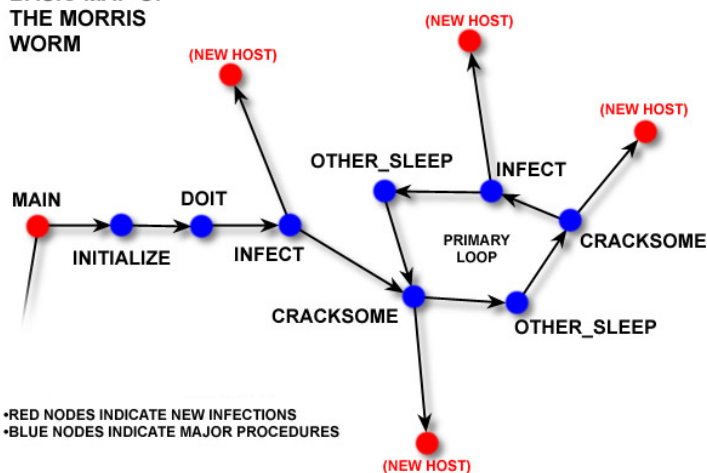 THE MORRIS
WORM
(NEW HOST)
(NEW HOST)
(NEW HOST)
OTHER_SLEEP
INFECT
MAIN
DOIT
INITIALIZE
INFECT
PRIMARY
LOOP
CRACKSOME
CRACKSOME
OTHER_SLEEP
•RED NODES INDICATE NEW INFECTIONS
•BLUE NODES INDICATE MAJOR PROCEDURES
(NEW HOST)